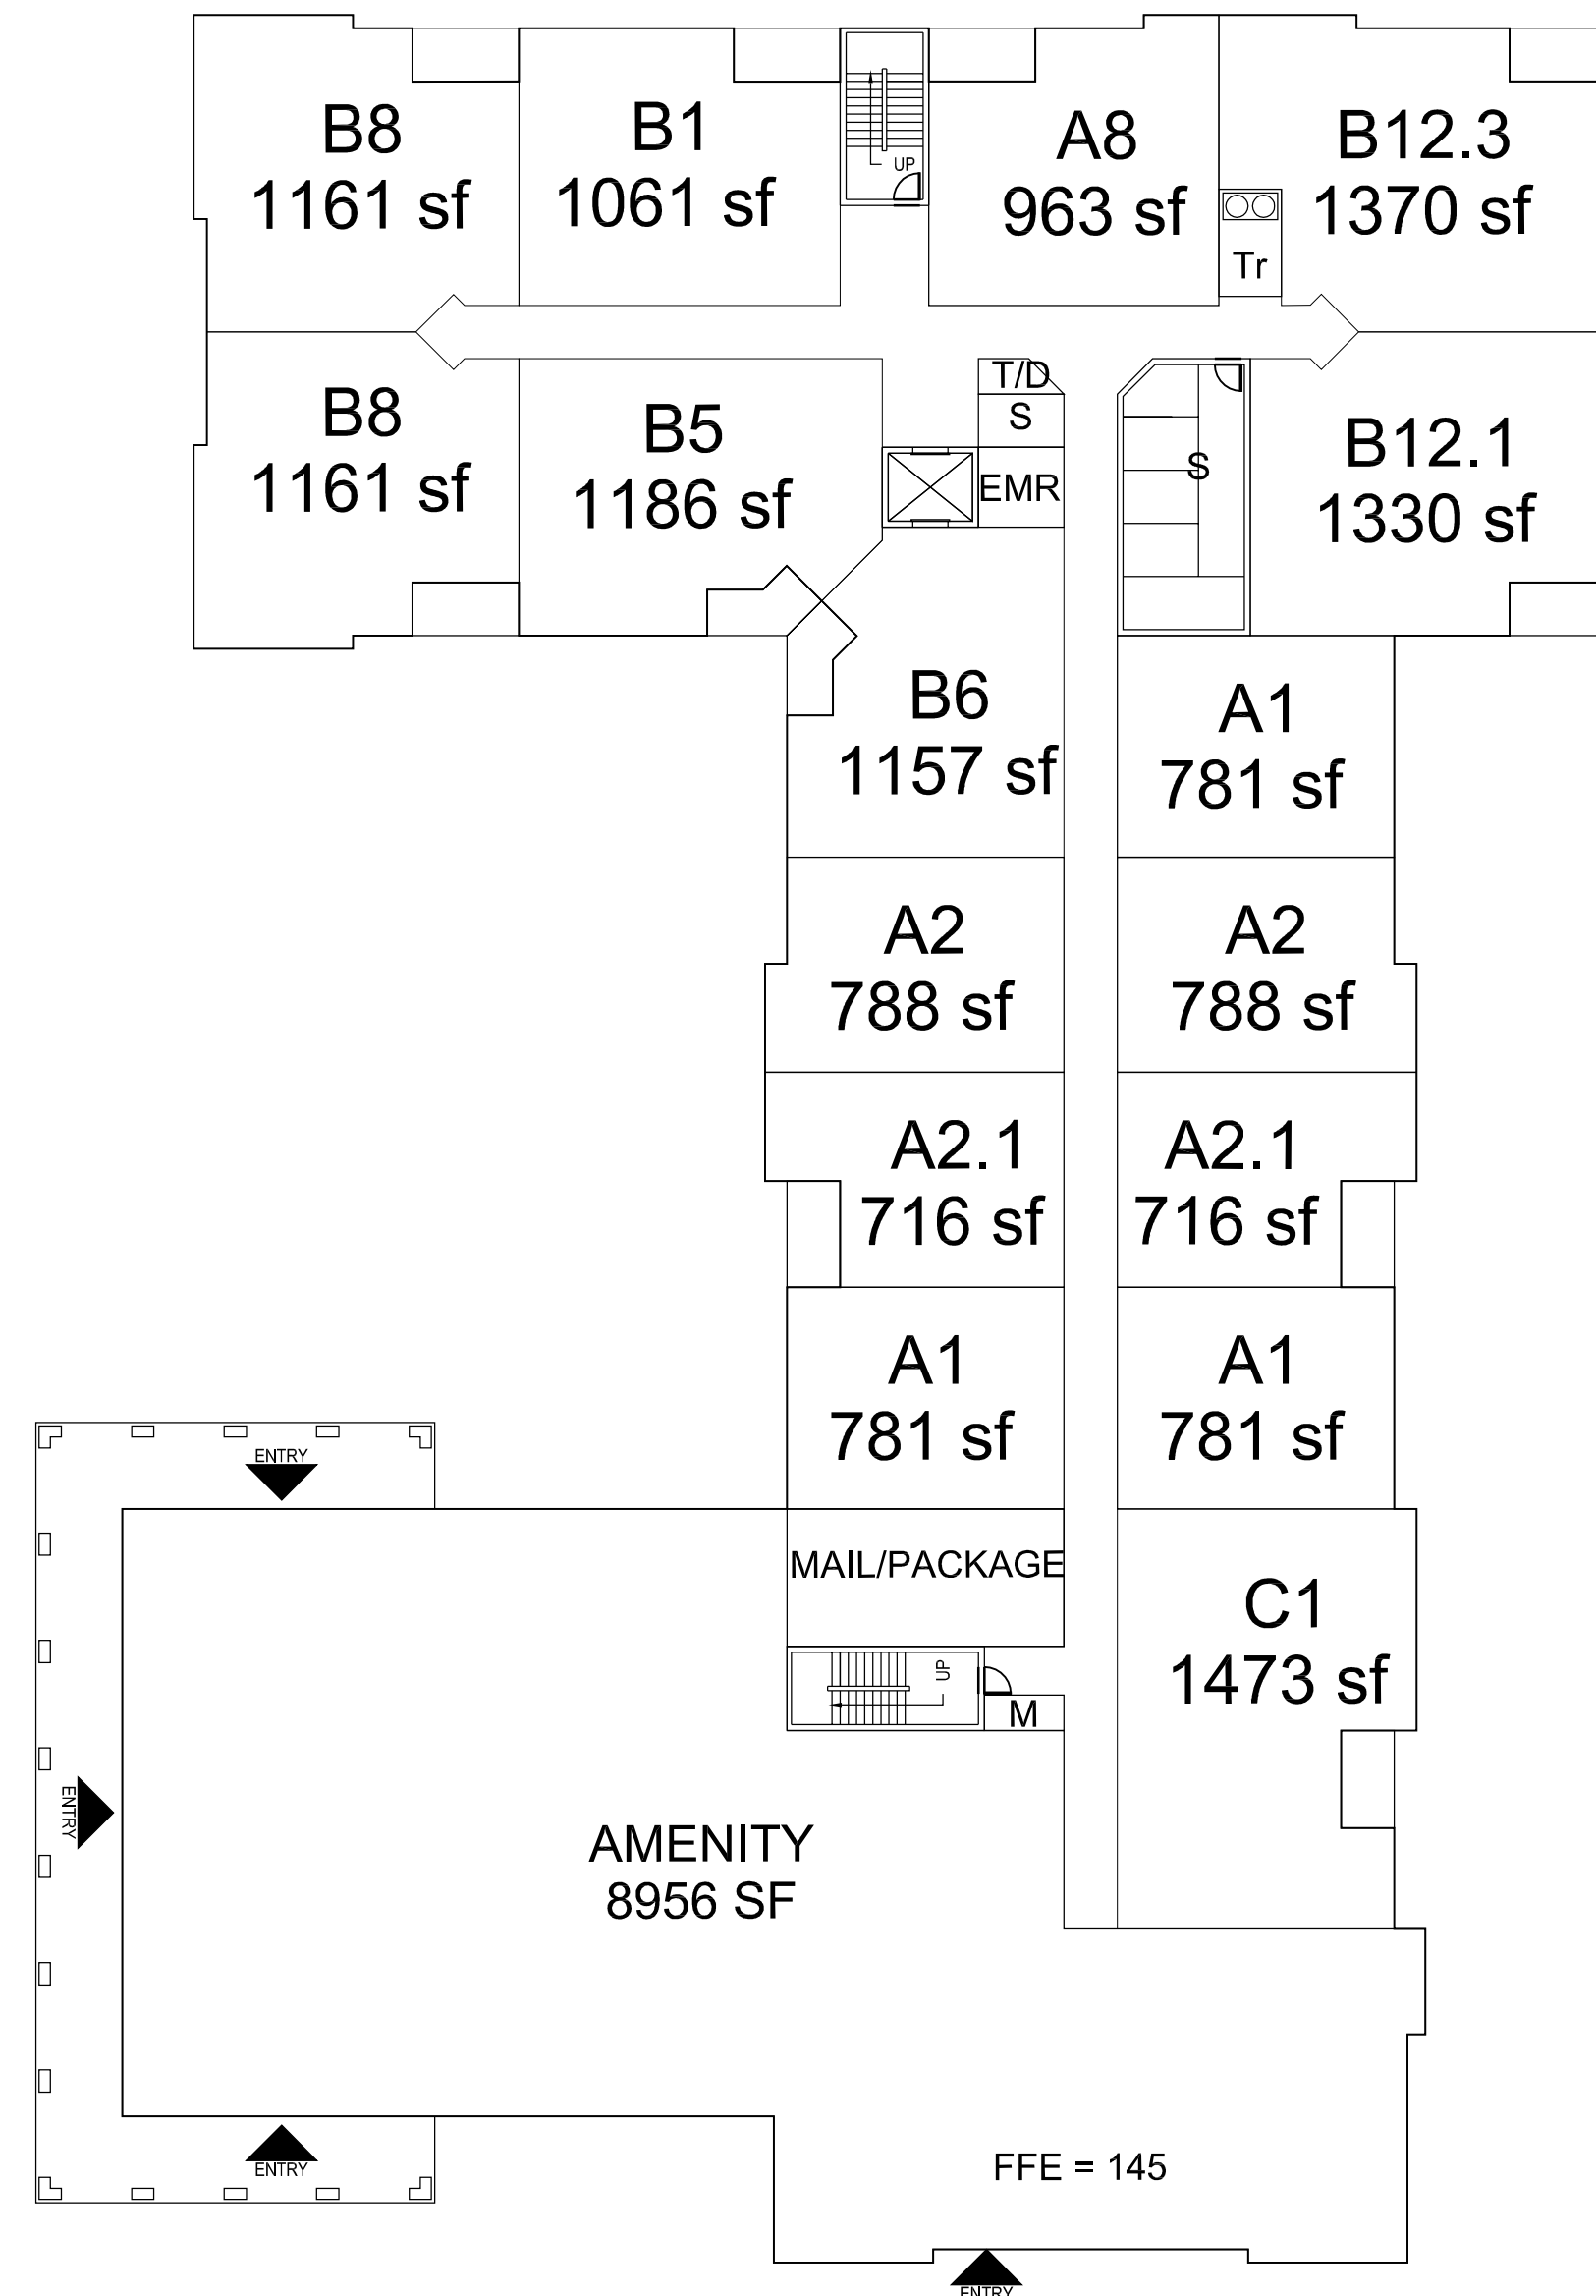 B8
1161 sf
B1
1061 sf
UP
A8
963 sf
B12.3
1370 sf
Tr
B8
1161 sf
B5
1186 sf
T/D
S
EMR
S
B12.1
1330 sf
B6
1157 sf
A1
781 sf
A2
788 sf
A2
788 sf
A2.1
716 sf
A2.1
716 sf
A1
781 sf
A1
781 sf
ENTRY
MAIL/PACKAGE
C1
1473 sf
UP
M
ENTRY
AMENITY
8956 SF
ENTRY
FFE = 145
ENTRY